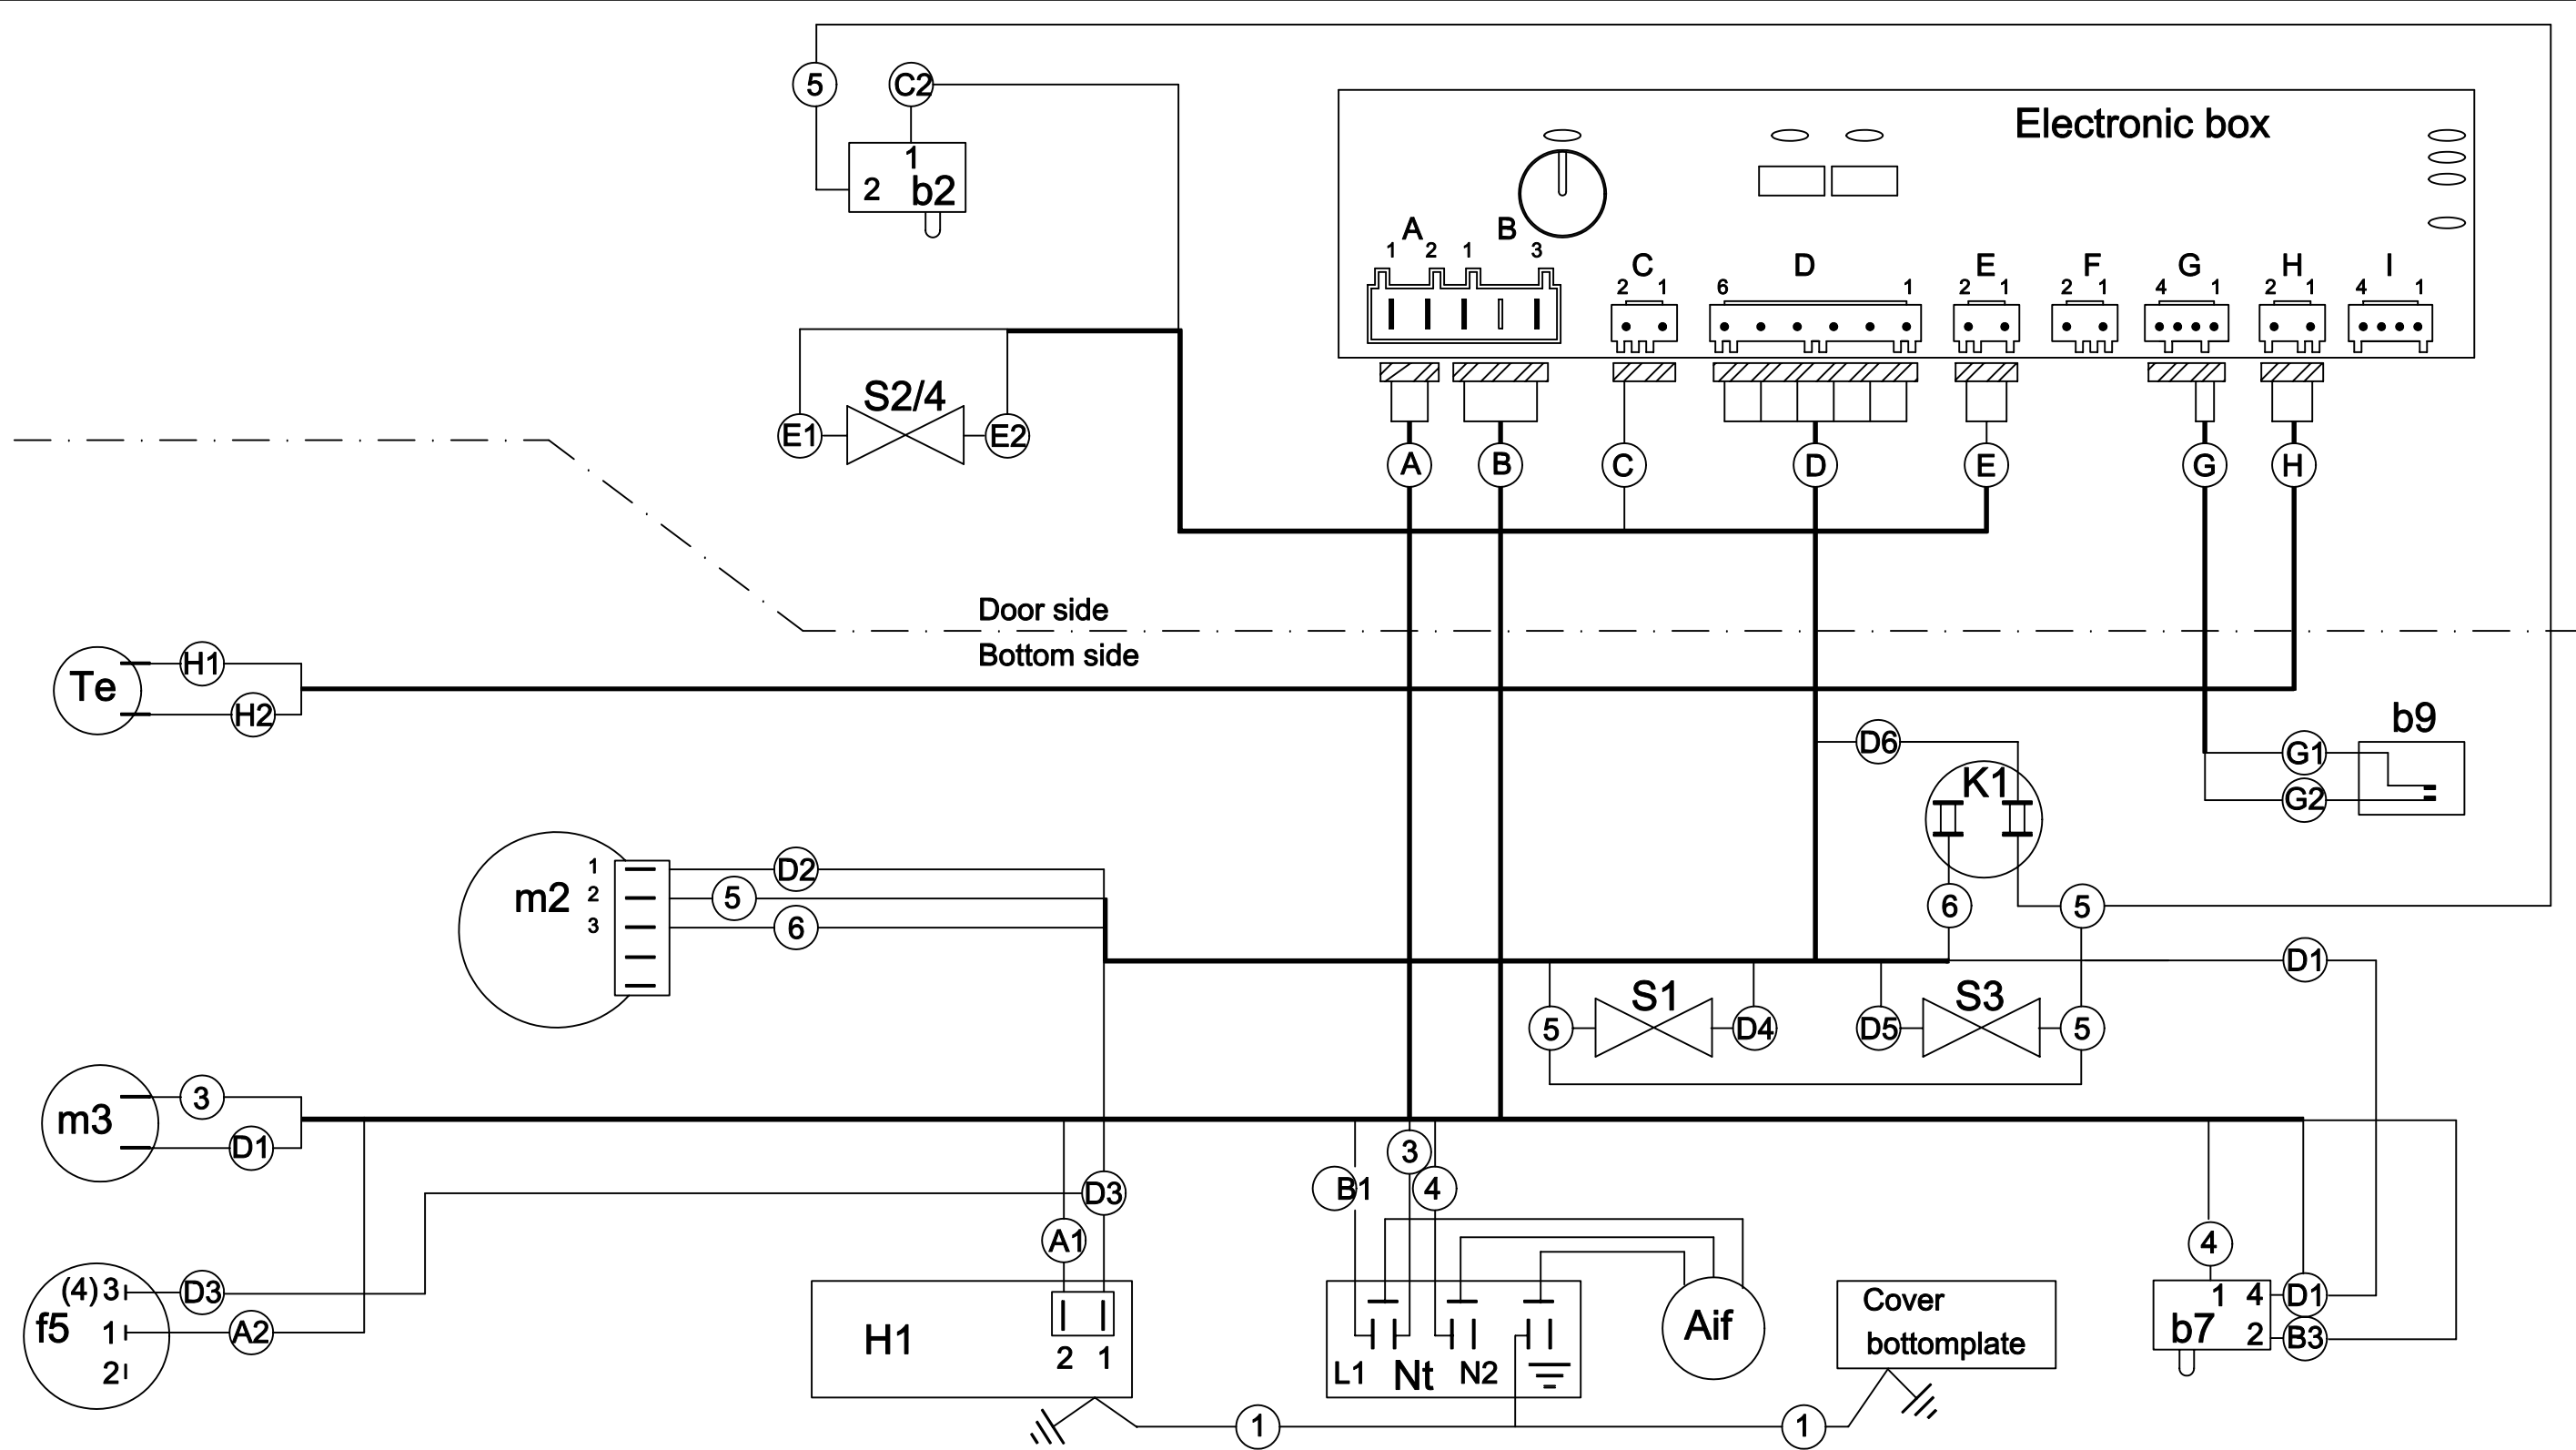 5 C2
1
2 b2
Electronic box
A B
1 2 1 3
C D E F G H I
2 1 6 1 2 1 2 1 4 1 2 1 4 1
S2/4
E1 E2
A B C D E G H
Door side
Bottom side
H1
Te
H2
D6
b9
K1
G1
G2
m2
1 D2
2 5
3 6
6 5
D1
S1 S3
5 D4 D5 5
3
m3
D1
3
B1 4
D3
A1
4
(4) 3 D3
f5 1 A2
2
H1
2 1
L1 Nt N2
Aif
Cover
bottomplate
1 4 D1
b7 2 B3
1 1